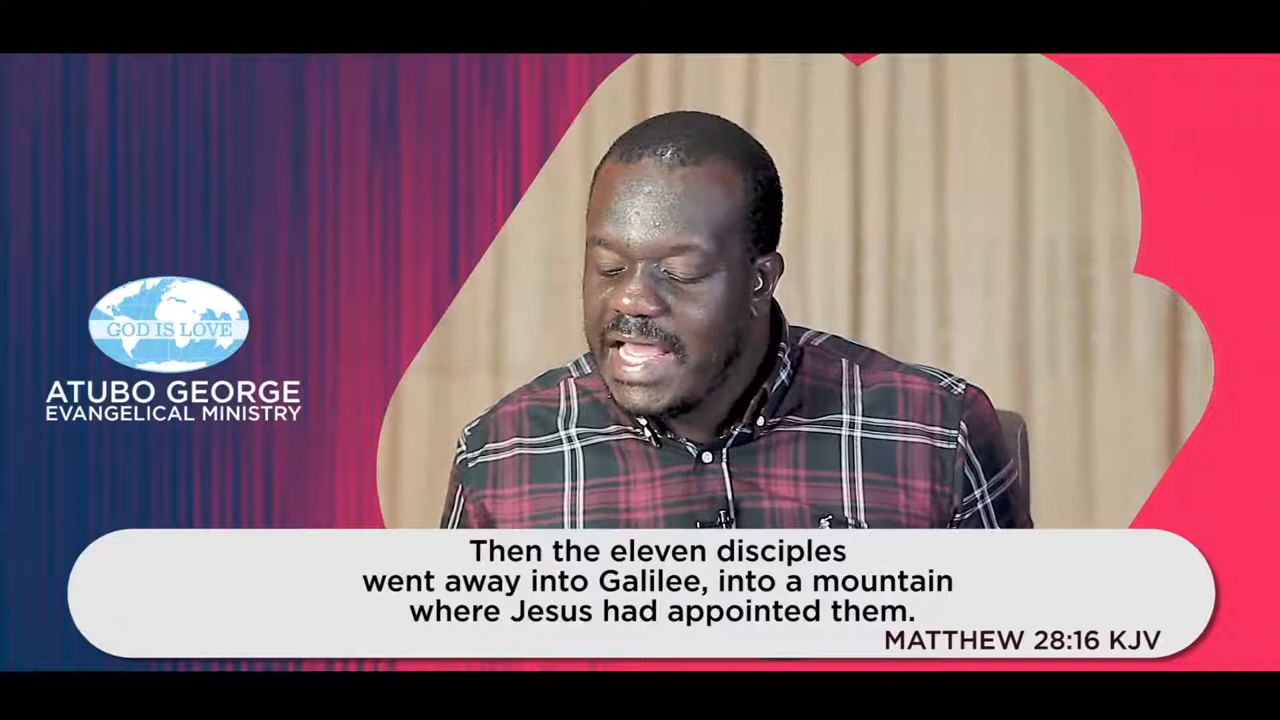 GOD IS LOVE
ATUBO GEORGE
EVANGELICAL MINISTRY
Then the eleven disciples
went away into Galilee, into a mountain
where Jesus had appointed them.
MATTHEW 28:16 KJV